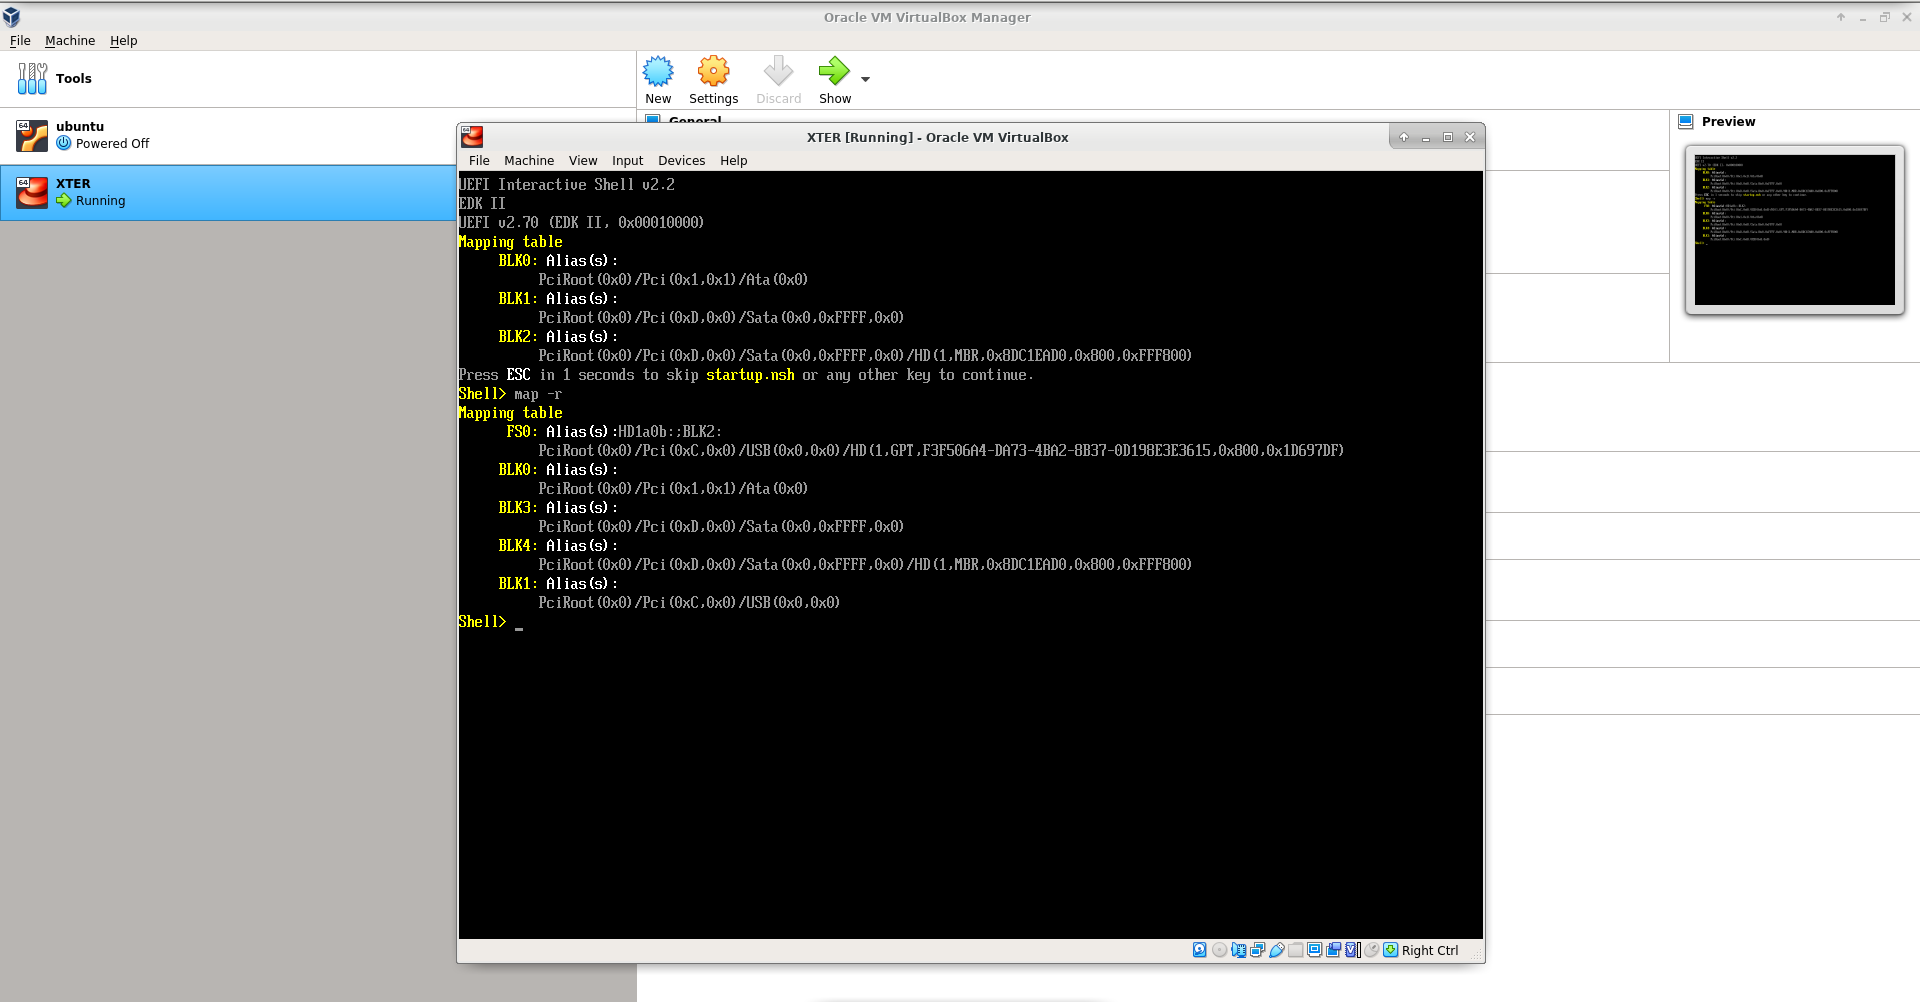 Oracle VM VirtualBox Manager
File Machine Help
Tools
New Settings Discard Show
64
ubuntu
Powered Off
64
XTER
Running
General
Preview
64
XTER [Running] - Oracle VM VirtualBox
File Machine View Input Devices Help
UEFI Interactive Shell v2.2
EDK II
UEFI v2.70 (EDK II, 0x00010000)
Mapping table
BLK0: Alias(s):
PciRoot(0x0)/Pci(0x1,0x1)/Ata(0x0)
BLK1: Alias(s):
PciRoot(0x0)/Pci(0xD,0x0)/Sata(0x0,0xFFFF,0x0)
BLK2: Alias(s):
PciRoot(0x0)/Pci(0xD,0x0)/Sata(0x0,0xFFFF,0x0)/HD(1,MBR,0x8DC1EAD0,0x800,0xFFF800)
Press ESC in 1 seconds to skip startup.nsh or any other key to continue.
Shell> map -r
Mapping table
FS0: Alias(s):HD1a0b:;BLK2:
PciRoot(0x0)/Pci(0xC,0x0)/USB(0x0,0x0)/HD(1,GPT,F3F506A4-DA73-4BA2-8B37-0D198E3E3615,0x800,0x1D697DF)
BLK0: Alias(s):
PciRoot(0x0)/Pci(0x1,0x1)/Ata(0x0)
BLK3: Alias(s):
PciRoot(0x0)/Pci(0xD,0x0)/Sata(0x0,0xFFFF,0x0)
BLK4: Alias(s):
PciRoot(0x0)/Pci(0xD,0x0)/Sata(0x0,0xFFFF,0x0)/HD(1,MBR,0x8DC1EAD0,0x800,0xFFF800)
BLK1: Alias(s):
PciRoot(0x0)/Pci(0xC,0x0)/USB(0x0,0x0)
Shell> _
Right Ctrl